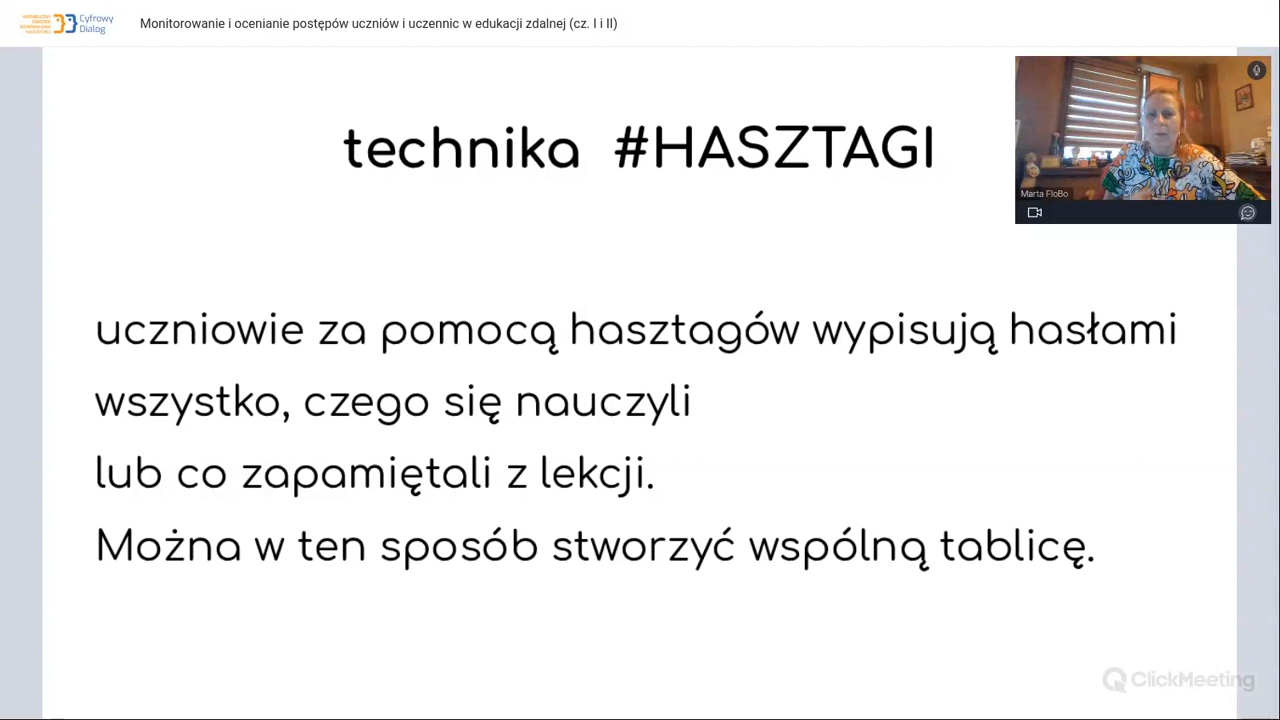 Cyfrowy
Dialog
Monitorowanie i ocenianie postępów uczniow i uczennic w edukacji zdalnej (cz. I i II)
technika #HASZTAGI
Marta FloBo
uczniowie za pomocą hasztagów wypisują hasłami
wszystko, czego się nauczyli
lub co zapamiętali z lekcji.
Można w ten sposób stworzyć wspólną tablicę.
ClickMeeting